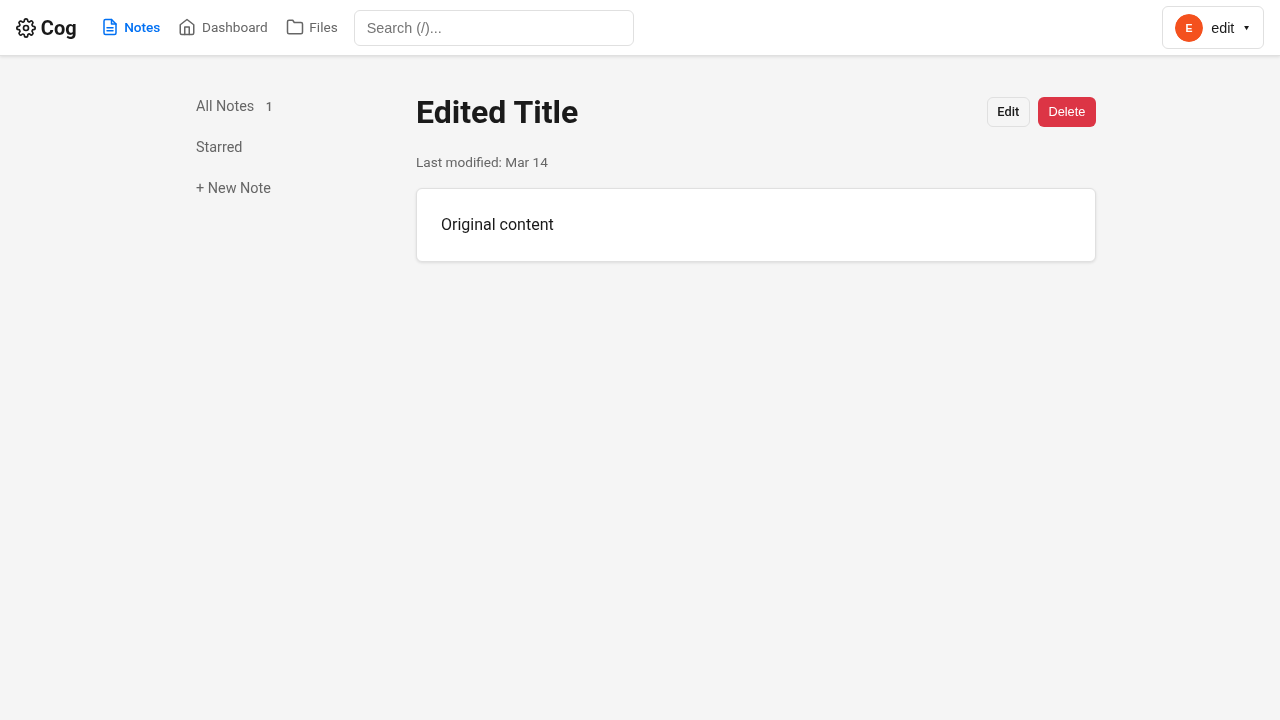 Cog
Notes
Dashboard
Files
Search (/)...
E
edit ▾
All Notes 1
Starred
+ New Note
Edited Title
Edit
Delete
Last modified: Mar 14
Original content